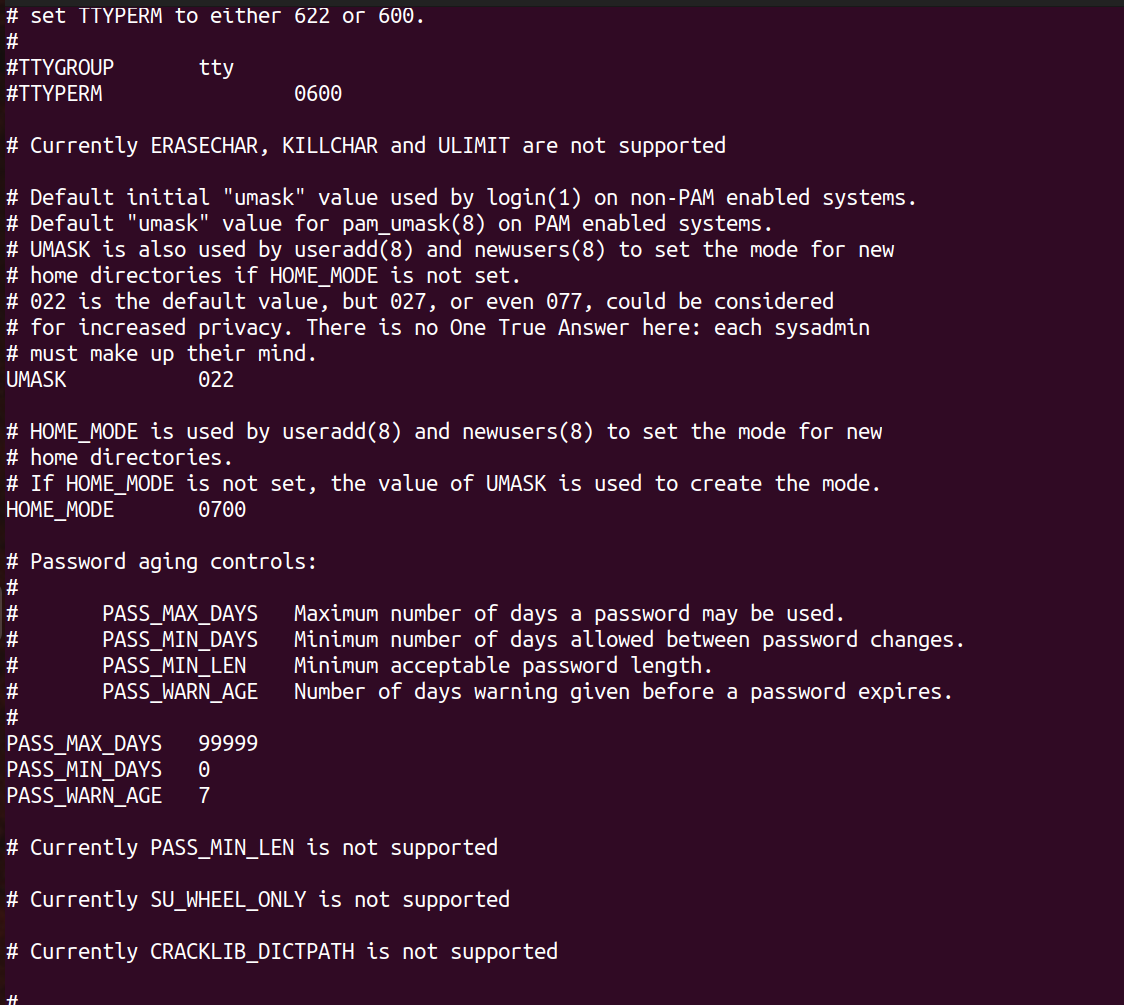 # set TTYPERM to either 622 or 600.
#
#TTYGROUP       tty
#TTYPERM                0600

# Currently ERASECHAR, KILLCHAR and ULIMIT are not supported

# Default initial "umask" value used by login(1) on non-PAM enabled systems.
# Default "umask" value for pam_umask(8) on PAM enabled systems.
# UMASK is also used by useradd(8) and newusers(8) to set the mode for new
# home directories if HOME_MODE is not set.
# 022 is the default value, but 027, or even 077, could be considered
# for increased privacy. There is no One True Answer here: each sysadmin
# must make up their mind.
UMASK           022

# HOME_MODE is used by useradd(8) and newusers(8) to set the mode for new
# home directories.
# If HOME_MODE is not set, the value of UMASK is used to create the mode.
HOME_MODE       0700

# Password aging controls:
#
#       PASS_MAX_DAYS   Maximum number of days a password may be used.
#       PASS_MIN_DAYS   Minimum number of days allowed between password changes.
#       PASS_MIN_LEN    Minimum acceptable password length.
#       PASS_WARN_AGE   Number of days warning given before a password expires.
#
PASS_MAX_DAYS   99999
PASS_MIN_DAYS   0
PASS_WARN_AGE   7

# Currently PASS_MIN_LEN is not supported

# Currently SU_WHEEL_ONLY is not supported

# Currently CRACKLIB_DICTPATH is not supported

#